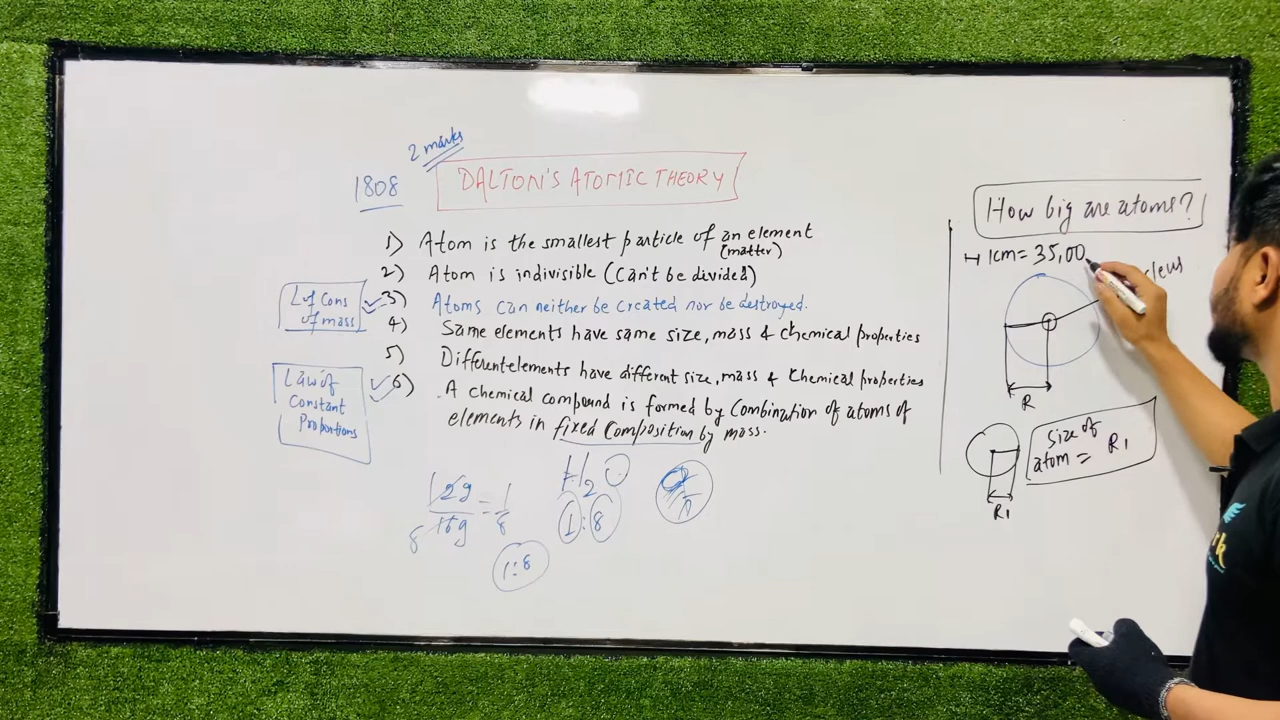 2 marks
1808
DALTON'S ATOMIC THEORY
1) Atom is the smallest particle of an element
(matter)
2) Atom is indivisible (Can't be divided)
L of Cons
of mass
3) Atoms can neither be created nor be destroyed.
4) Same elements have same size, mass & Chemical properties
5) Different elements have different size, mass & Chemical properties
Law of
Constant
Proportions
6) A chemical compound is formed by Combination of atoms of
elements in fixed Composition by mass.
H2
1:8
= 1/8
8
1:8
How big are atoms?
1cm = 35,00
cleus
R
size of
atom = R1
R1